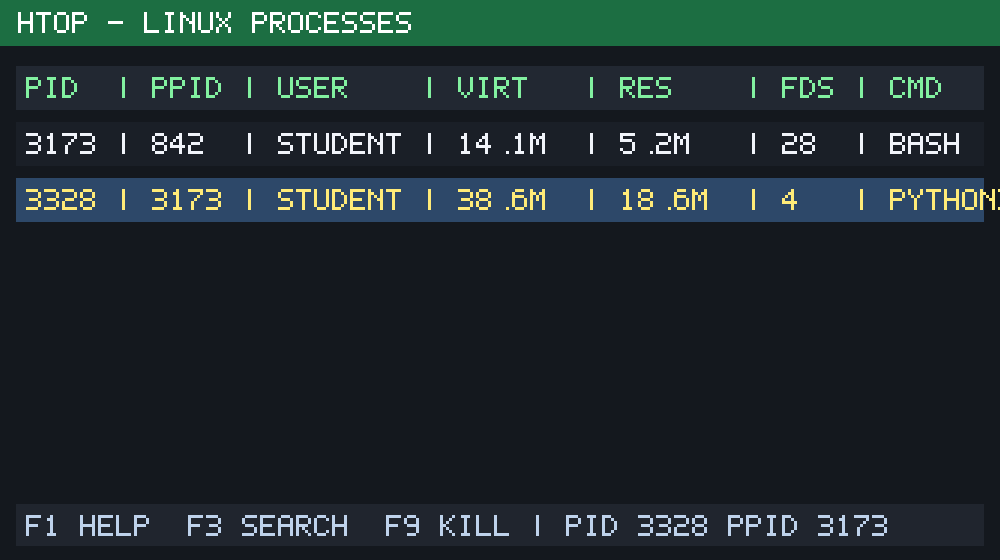 HTOP - LINUX PROCESSES
PID | PPID | USER | VIRT | RES | FDS | CMD
3173 | 842 | STUDENT | 14 .1M | 5 .2M | 28 | BASH
3328 | 3173 | STUDENT | 38 .6M | 18 .6M | 4 | PYTHON
F1 HELP F3 SEARCH F9 KILL | PID 3328 PPID 3173